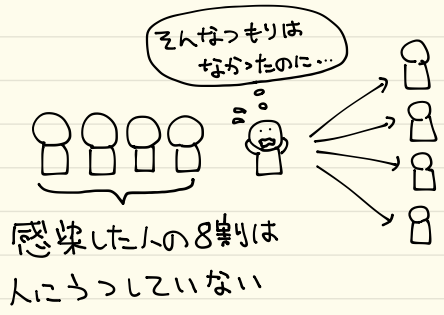 そんなつもりは
なかったのに…
感染した人の8割は
人にうつしていない